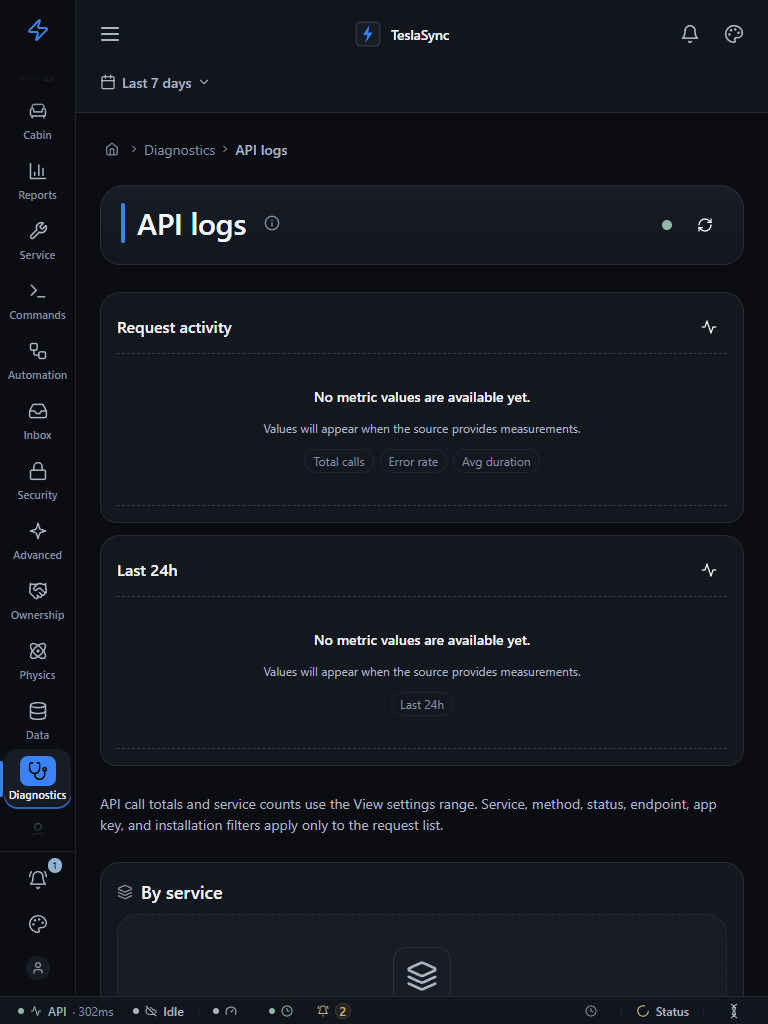 TeslaSync
Last 7 days
Energy
Cabin
Reports
Service
Commands
Automation
Inbox
Security
Advanced
Ownership
Physics
Data
Diagnostics
1
Diagnostics
API logs
API logs
Request activity
No metric values are available yet.
Values will appear when the source provides measurements.
Total calls
Error rate
Avg duration
Last 24h
No metric values are available yet.
Values will appear when the source provides measurements.
Last 24h
API call totals and service counts use the View settings range. Service, method, status, endpoint, app
key, and installation filters apply only to the request list.
By service
API · 302ms
Idle
2
Status